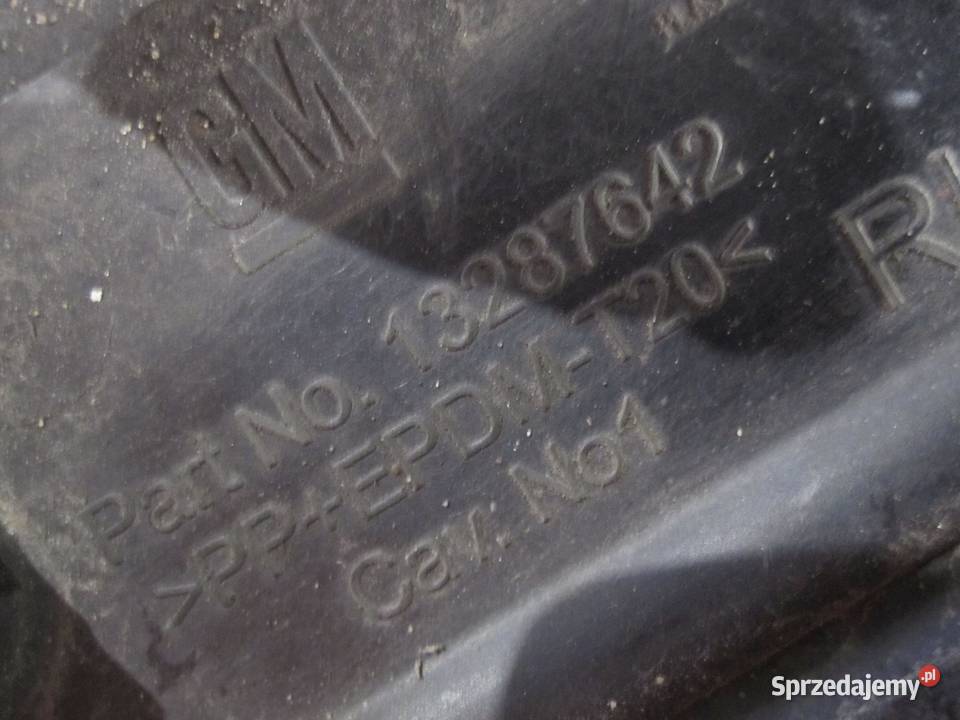 GM
Part No. 13287642
>PP+EPDM-T20<
Cav. No1
Sprzedajemy.pl